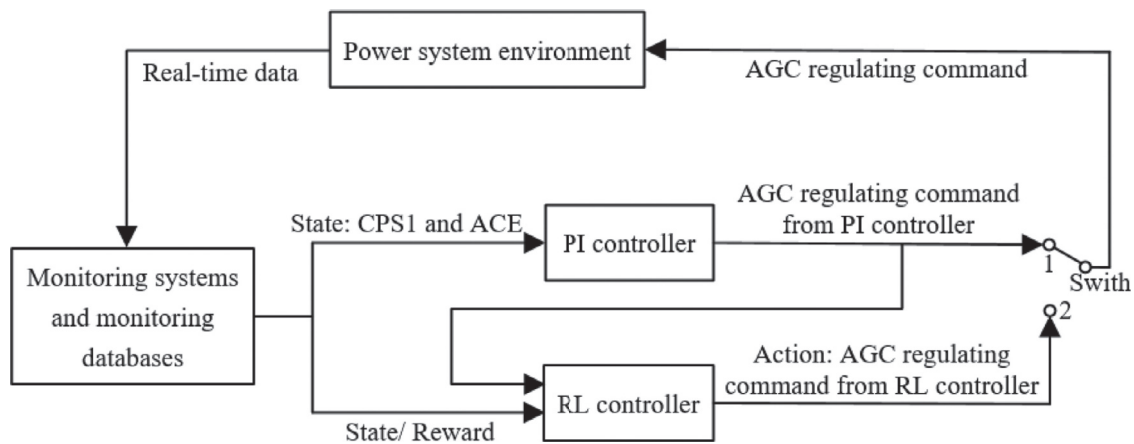 Power system environment
Real-time data
AGC regulating command
State: CPS1 and ACE
PI controller
AGC regulating command
from PI controller
1
Swith
2
Monitoring systems
and monitoring
databases
Action: AGC regulating
command from RL controller
RL controller
State/ Reward